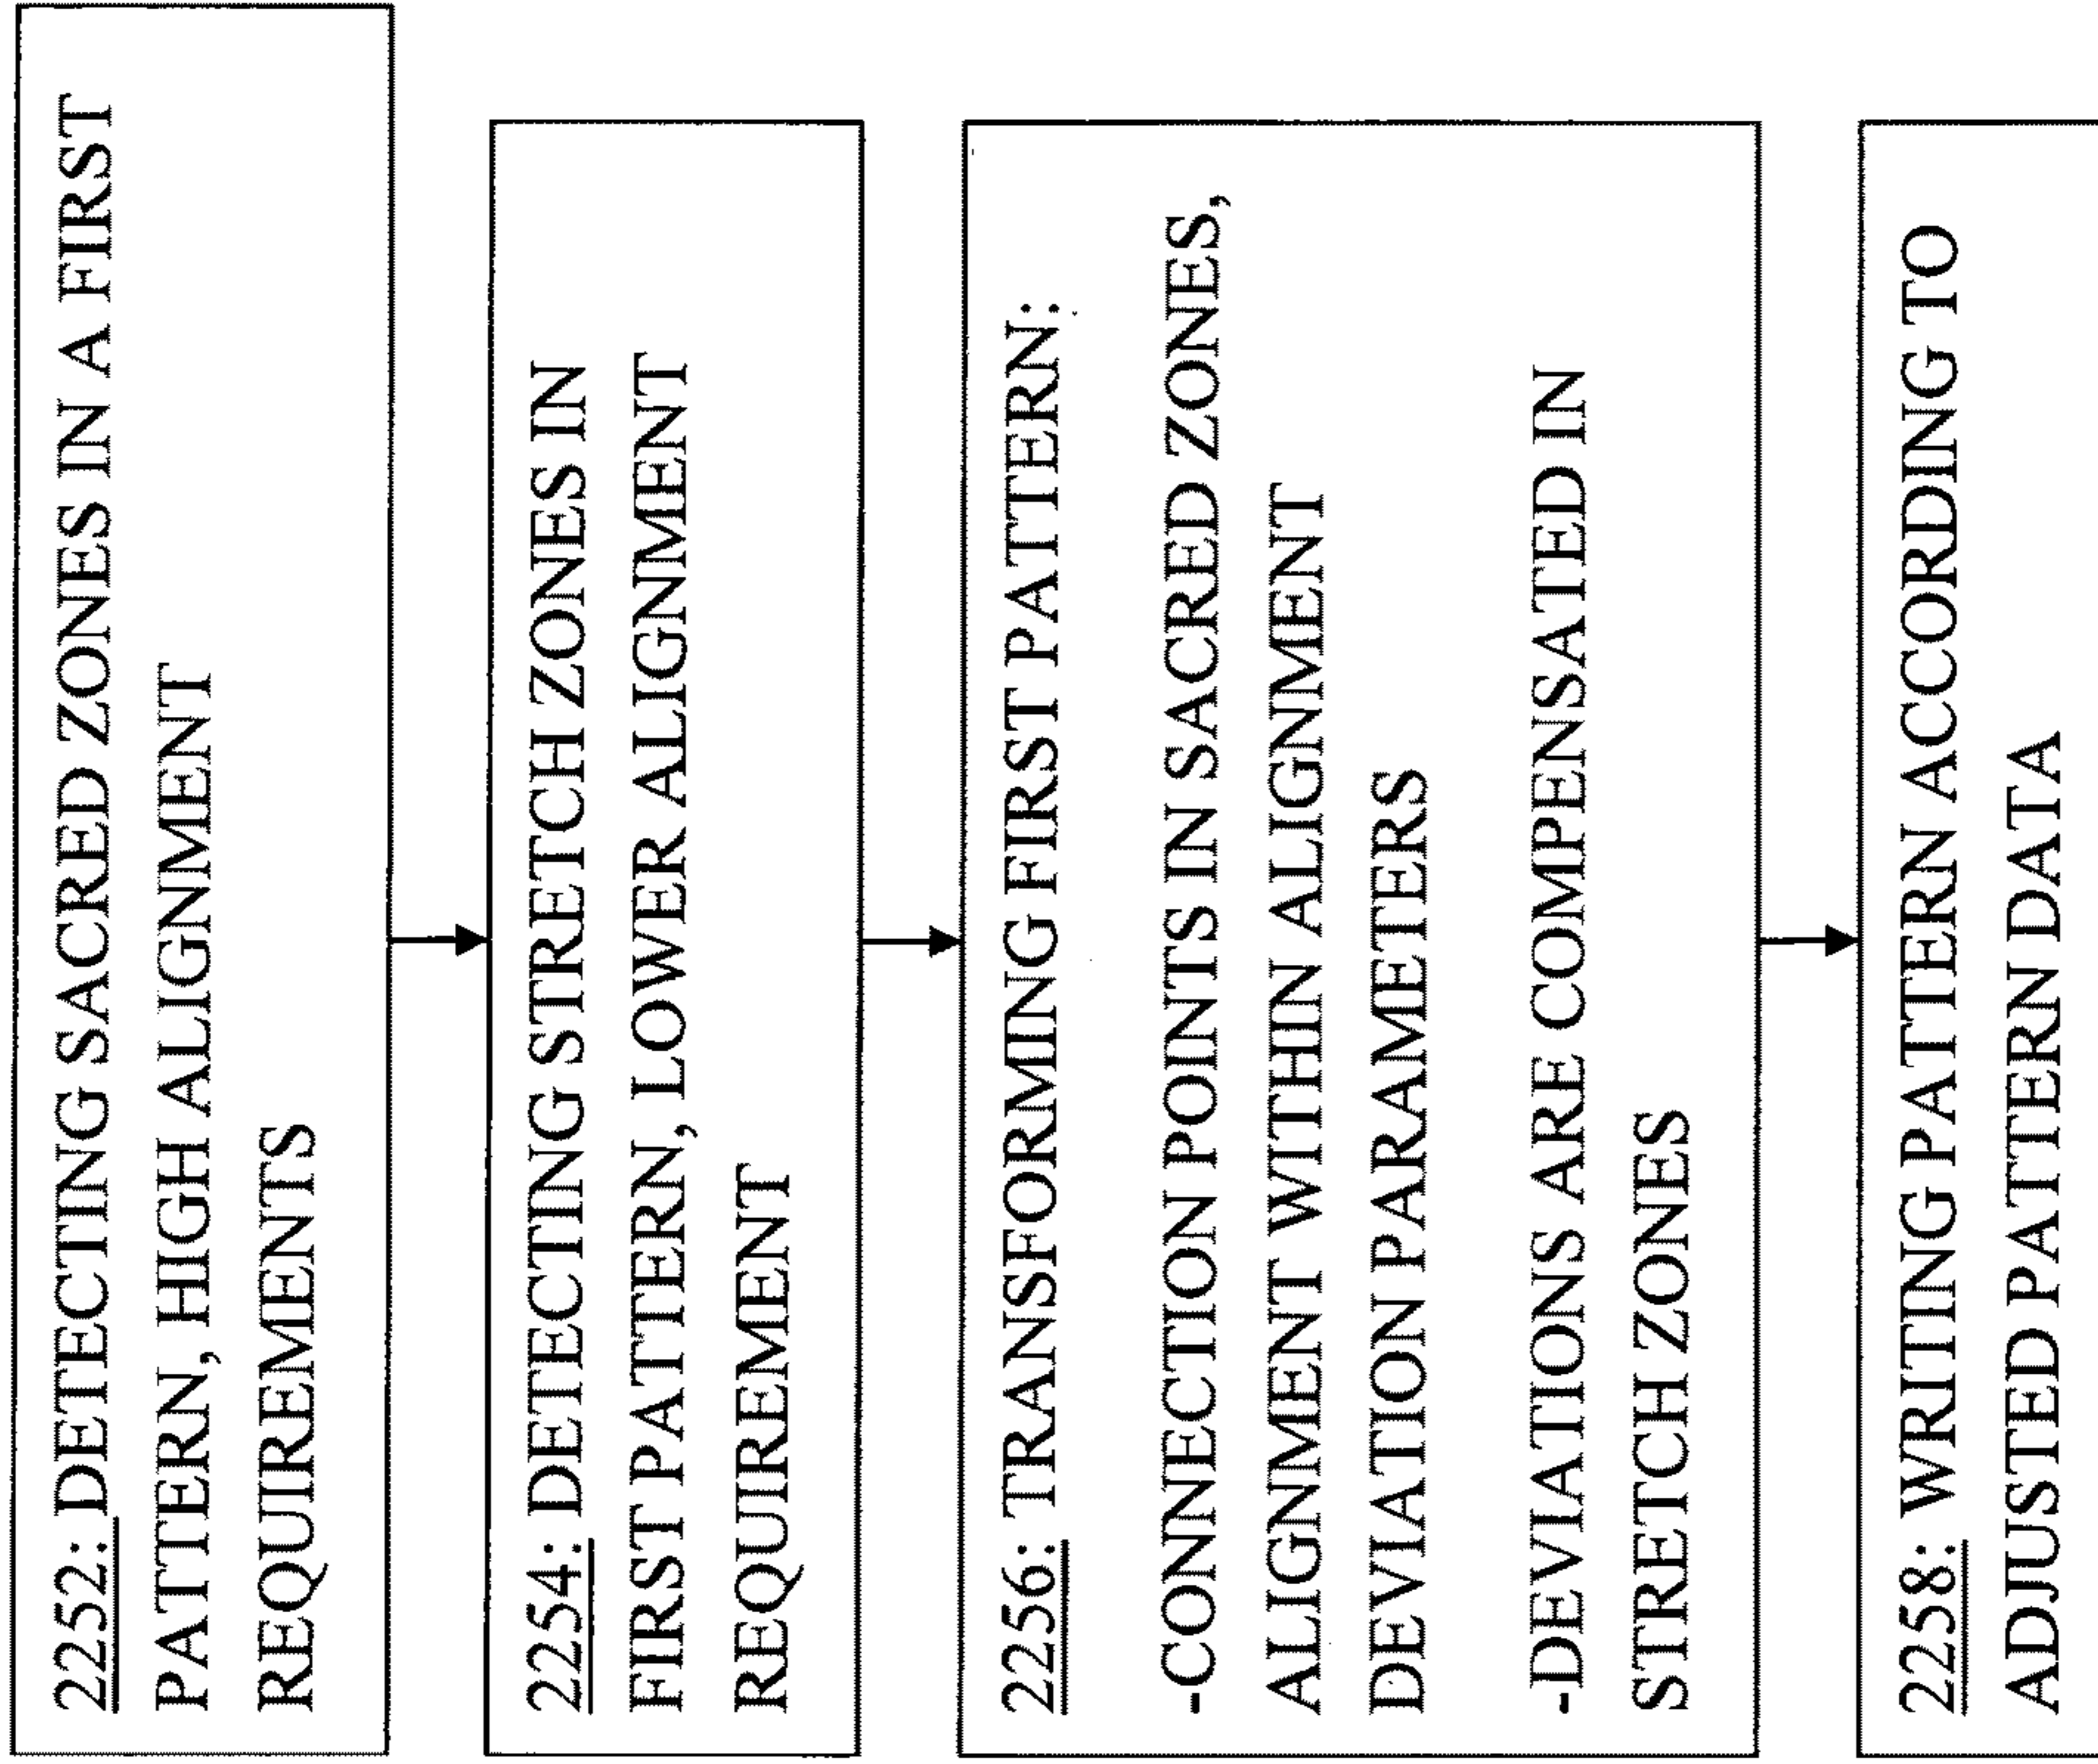 2252: DETECTING SACRED ZONES IN A FIRST
PATTERN, HIGH ALIGNMENT
REQUIREMENTS
2254: DETECTING STRETCH ZONES IN
FIRST PATTERN, LOWER ALIGNMENT
REQUIREMENT
2256: TRANSFORMING FIRST PATTERN:
-CONNECTION POINTS IN SACRED ZONES,
ALIGNMENT WITHIN ALIGNMENT
DEVIATION PARAMETERS
-DEVIATIONS ARE COMPENSATED IN
STRETCH ZONES
2258: WRITING PATTERN ACCORDING TO
ADJUSTED PATTERN DATA